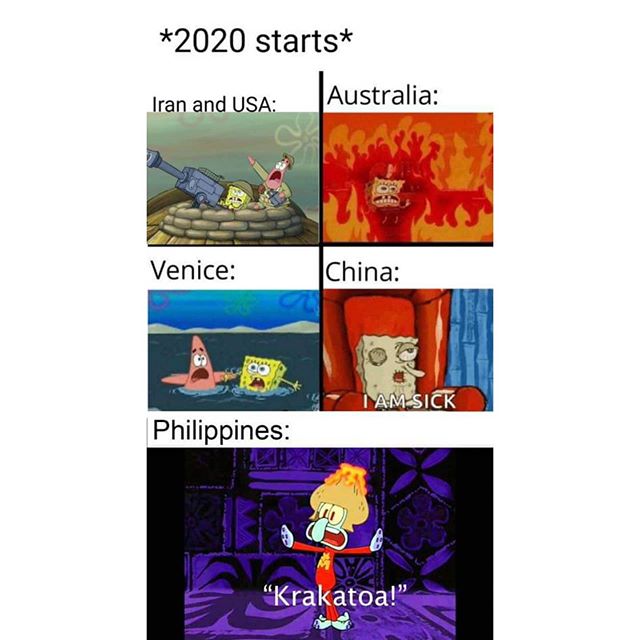 *2020 starts*
Iran and USA:
Australia:
Venice:
China:
I AM SICK
Philippines:
"Krakatoa!"